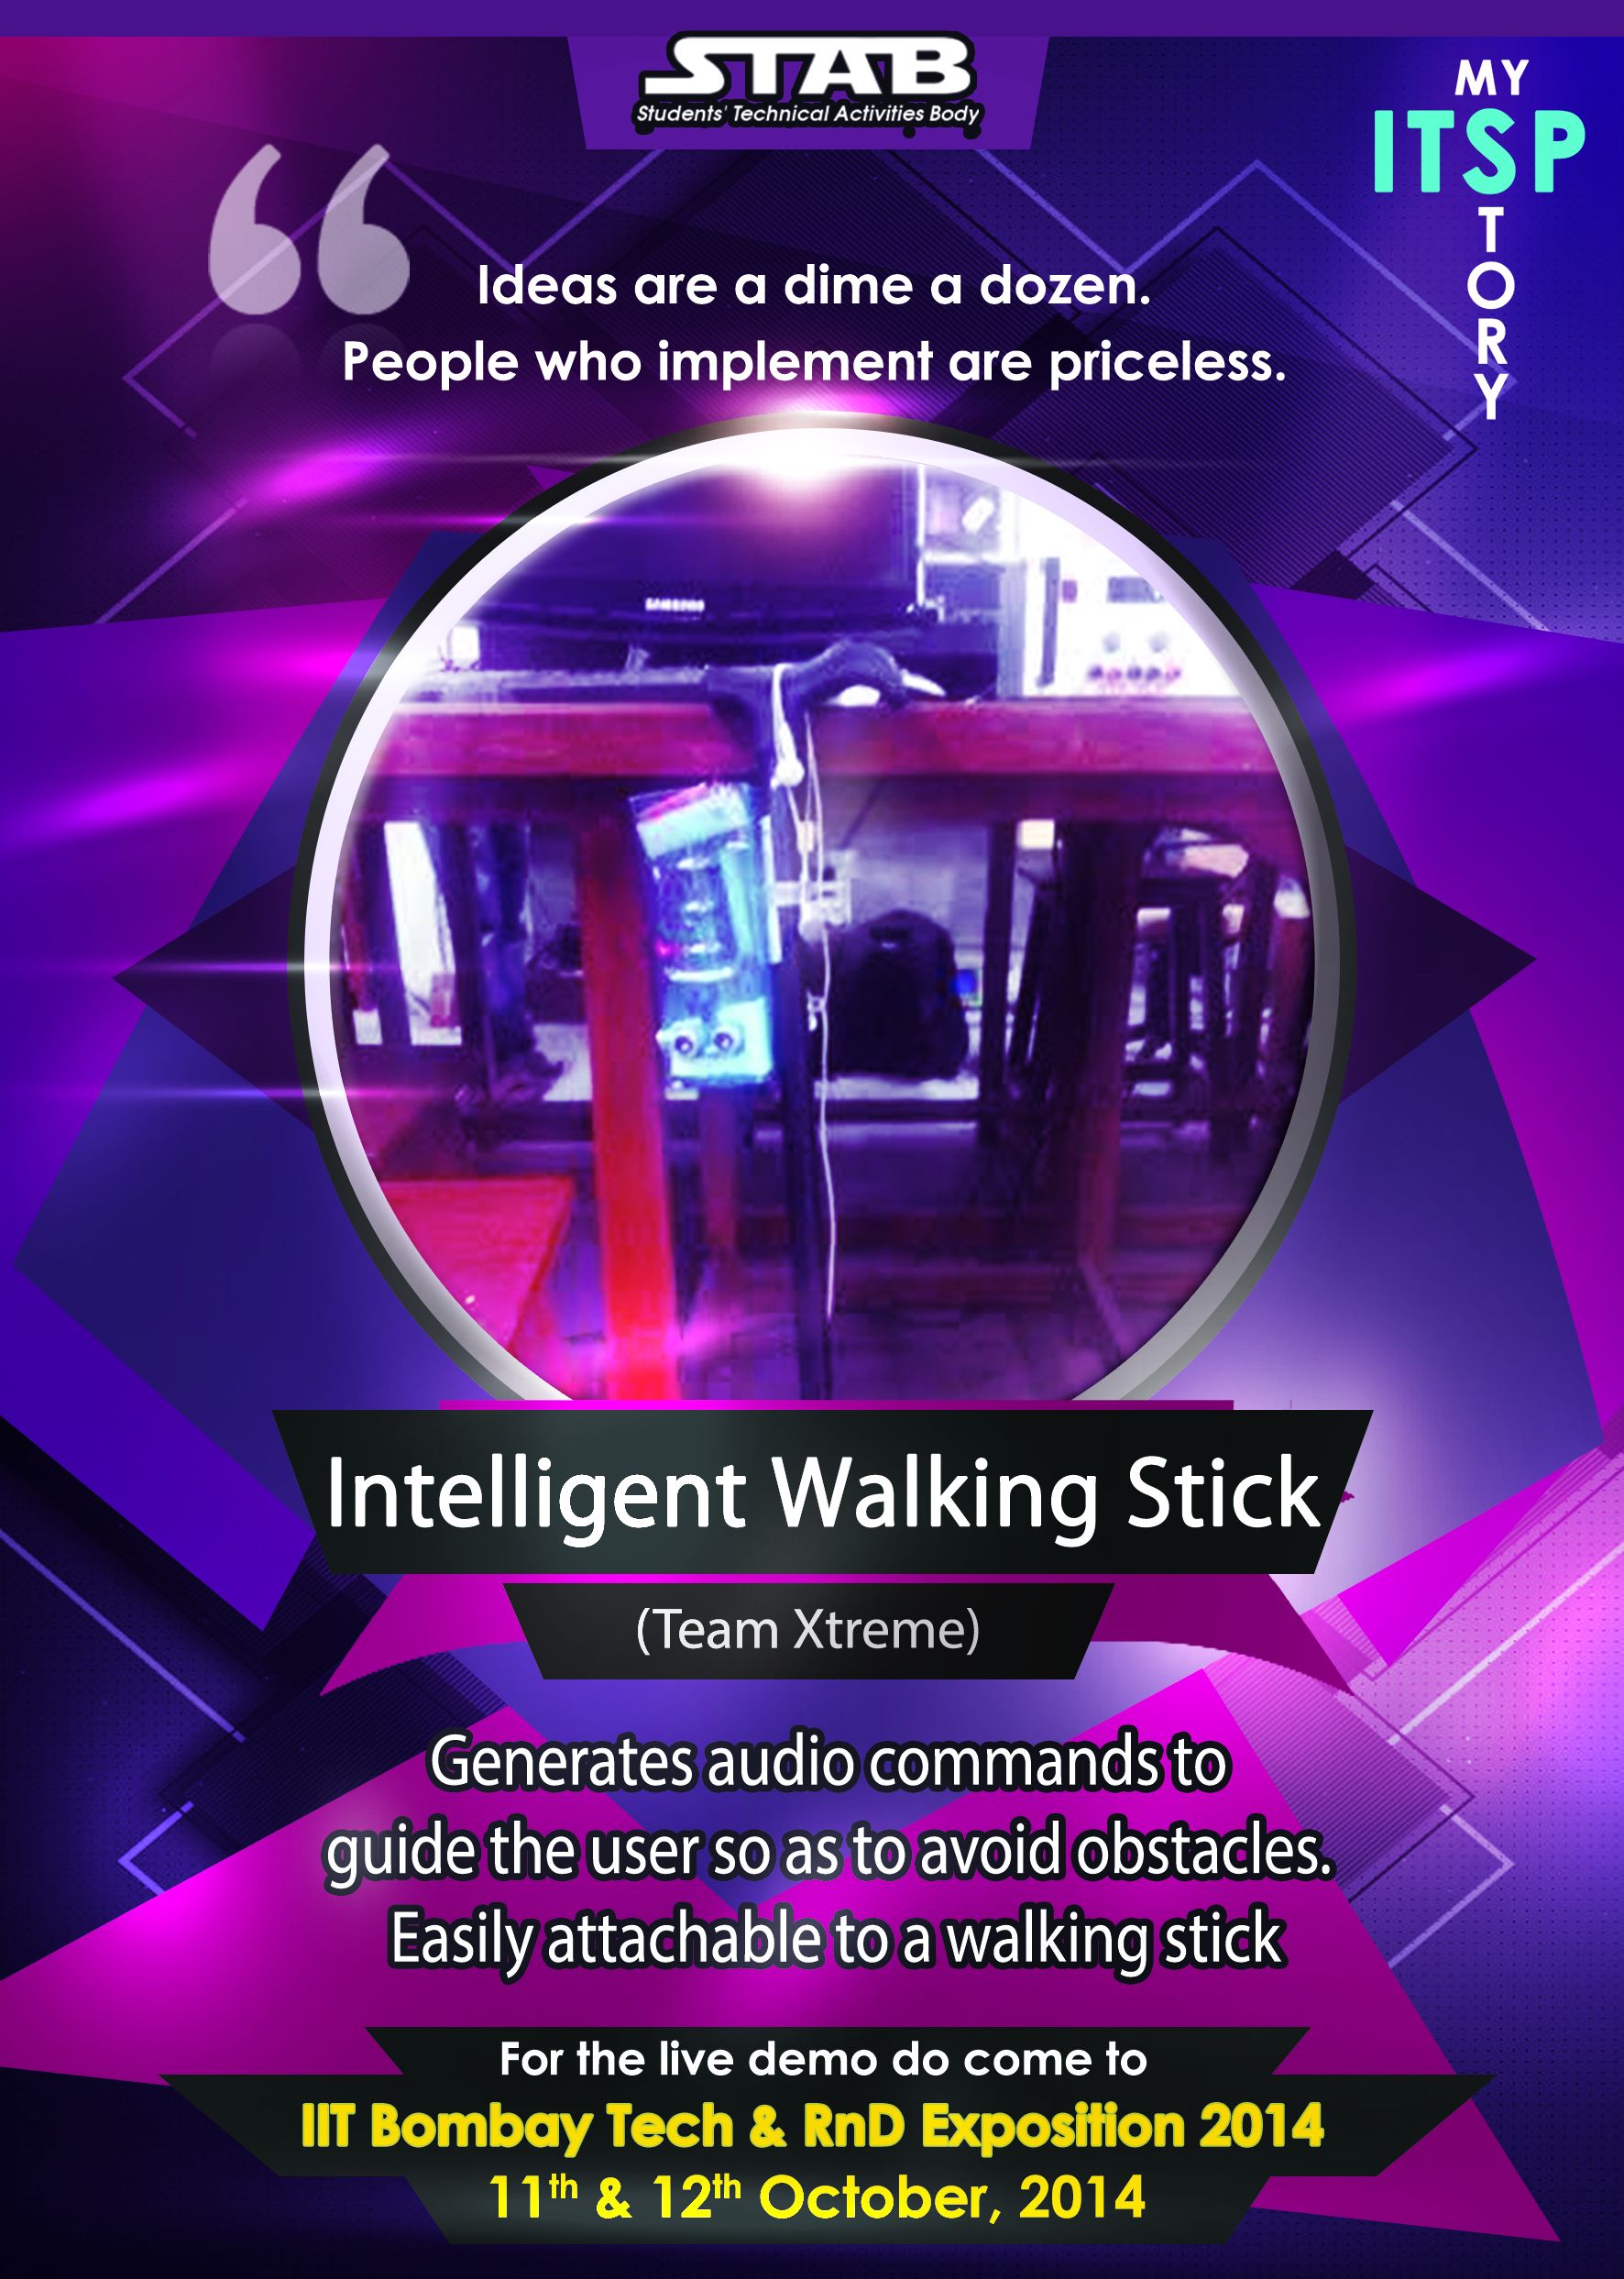 STAB
Students' Technical Activities Body
MY
ITSP
T
O
R
Y
“
Ideas are a dime a dozen.
People who implement are priceless.
SAMSUNG
Intelligent Walking Stick
(Team Xtreme)
Generates audio commands to
guide the user so as to avoid obstacles.
Easily attachable to a walking stick
For the live demo do come to
IIT Bombay Tech & RnD Exposition 2014
11th & 12th October, 2014